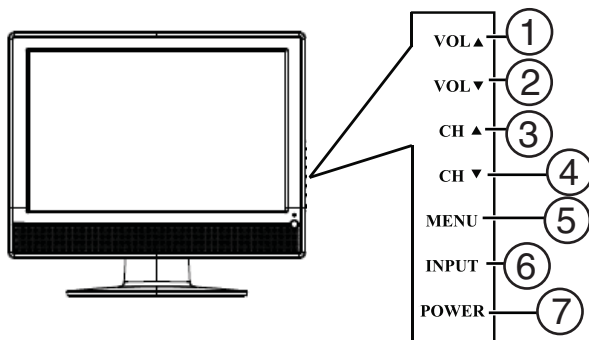 VOL▲ 1
VOL▼ 2
CH ▲ 3
CH ▼ 4
MENU 5
INPUT 6
POWER 7